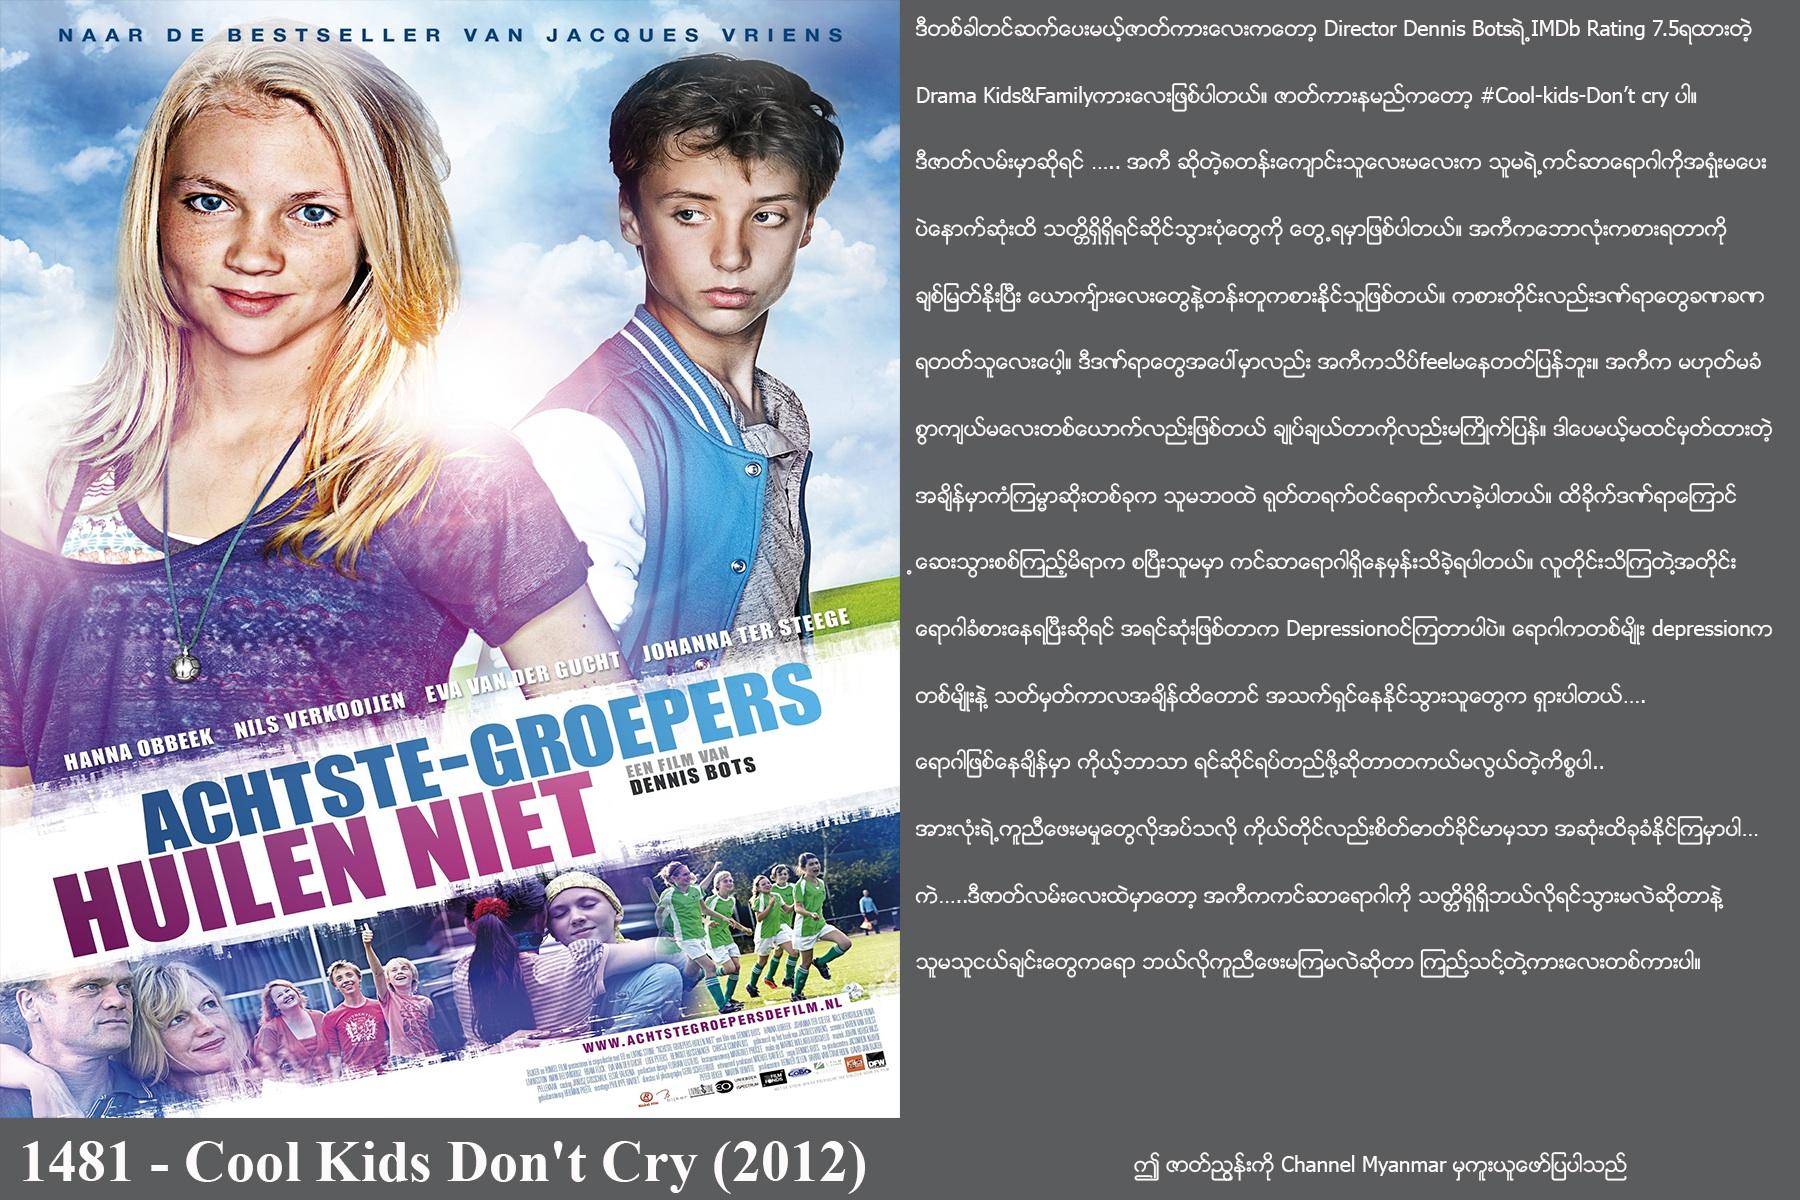 NAAR DE BESTSELLER VAN JACQUES VRIENS
HANNA OBBEEK NILS VERKOOIJEN EVA VAN DER GUCHT JOHANNA TER STEEGE
ACHTSTE-GROEPERS
HUILEN NIET
EEN FILM VAN
DENNIS BOTS
WWW.ACHTSTEGROEPERSDEFILM.NL
1481 - Cool Kids Don't Cry (2012)
ဒီတစ်ခါတင်ဆက်ပေးမယ့်ဇာတ်ကားလေးကတော့ Director Dennis Botsရဲ့ IMDb Rating 7.5ရထားတဲ့
Drama Kids&Familyကားလေးဖြစ်ပါတယ်။ ဇာတ်ကားနမည်ကတော့ #Cool-kids-Don’t cry ပါ။
ဒီဇာတ်လမ်းမှာဆိုရင် ….. အကီ ဆိုတဲ့၈တန်းကျောင်းသူလေးမလေးက သူမရဲ့ကင်ဆာရောဂါကိုအရှုံးမပေး
ပဲနောက်ဆုံးထိ သတ္တိရှိရှိရင်ဆိုင်သွားပုံတွေကို တွေ့ရမှာဖြစ်ပါတယ်။ အကီကဘောလုံးကစားရတာကို
ချစ်မြတ်နိုးပြီး ယောက်ျားလေးတွေနဲ့တန်းတူကစားနိုင်သူဖြစ်တယ်။ ကစားတိုင်းလည်းဒဏ်ရာတွေခဏခဏ
ရတတ်သူလေးပေါ့။ ဒီဒဏ်ရာတွေအပေါ်မှာလည်း အကီကသိပ်feelမနေတတ်ပြန်ဘူး။ အကီက မဟုတ်မခံ
စွာကျယ်မလေးတစ်ယောက်လည်းဖြစ်တယ် ချုပ်ချယ်တာကိုလည်းမကြိုက်ပြန်။ ဒါပေမယ့်မထင်မှတ်ထားတဲ့
အချိန်မှာကံကြမ္မာဆိုးတစ်ခုက သူမဘဝထဲ ရုတ်တရက်ဝင်ရောက်လာခဲ့ပါတယ်။ ထိခိုက်ဒဏ်ရာကြောင်
့ ဆေးသွားစစ်ကြည့်မိရာက စပြီးသူမမှာ ကင်ဆာရောဂါရှိနေမှန်းသိခဲ့ရပါတယ်။ လူတိုင်းသိကြတဲ့အတိုင်း
ရောဂါခံစားနေရပြီးဆိုရင် အရင်ဆုံးဖြစ်တာက Depressionဝင်ကြတာပါပဲ။ ရောဂါကတစ်မျိုး depressionက
တစ်မျိုးနဲ့ သတ်မှတ်ကာလအချိန်ထိတောင် အသက်ရှင်နေနိုင်သွားသူတွေက ရှားပါတယ်….
ရောဂါဖြစ်နေချိန်မှာ ကိုယ့်ဘာသာ ရင်ဆိုင်ရပ်တည်ဖို့ဆိုတာတကယ်မလွယ်တဲ့ကိစ္စပါ..
အားလုံးရဲ့ကူညီဖေးမမှုတွေလိုအပ်သလို ကိုယ်တိုင်လည်းစိတ်ဓာတ်ခိုင်မာမှသာ အဆုံးထိခုခံနိုင်ကြမှာပါ…
ကဲ…..ဒီဇာတ်လမ်းလေးထဲမှာတော့ အကီကကင်ဆာရောဂါကို သတ္တိရှိရှိဘယ်လိုရင်သွားမလဲဆိုတာနဲ့
သူမသူငယ်ချင်းတွေကရော ဘယ်လိုကူညီဖေးမကြမလဲဆိုတာ ကြည့်သင့်တဲ့ကားလေးတစ်ကားပါ။
ဤ ဇာတ်ညွှန်းကို Channel Myanmar မှကူးယူဖော်ပြပါသည်